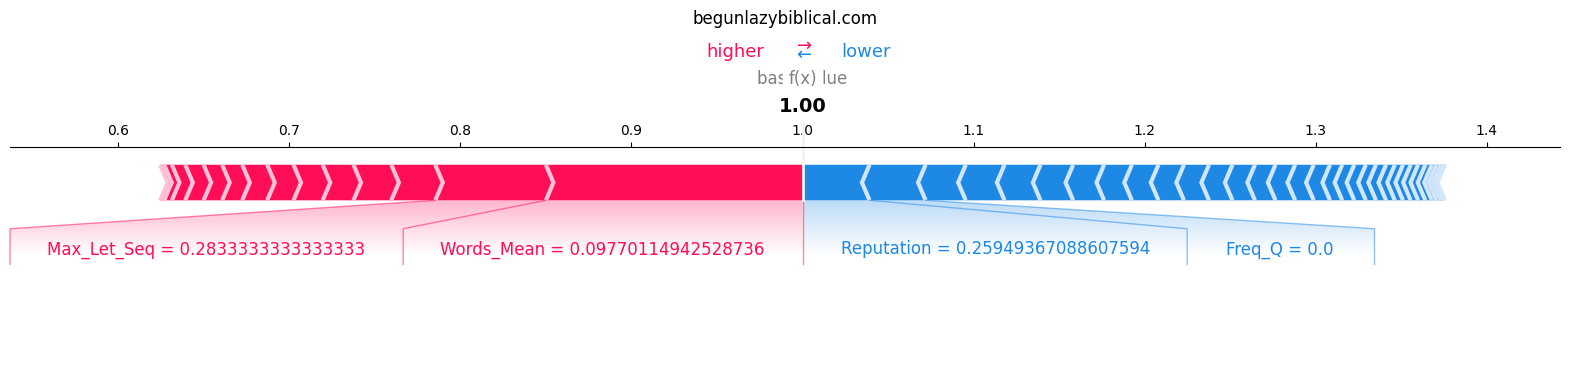 begunlazybiblical.com
higher → lower
←
f(x)
1.00
0.6 0.7 0.8 0.9 1.0 1.1 1.2 1.3 1.4
Max_Let_Seq = 0.2833333333333333 Words_Mean = 0.09770114942528736 Reputation = 0.25949367088607594 Freq_Q = 0.0